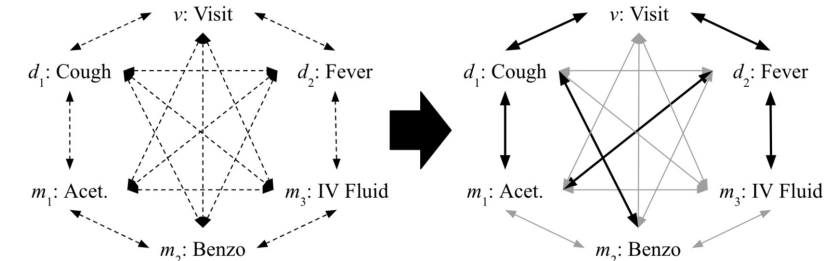 v: Visit
d1: Cough
d2: Fever
m1: Acet.
m3: IV Fluid
m2: Benzo
v: Visit
d1: Cough
d2: Fever
m1: Acet.
m3: IV Fluid
m2: Benzo